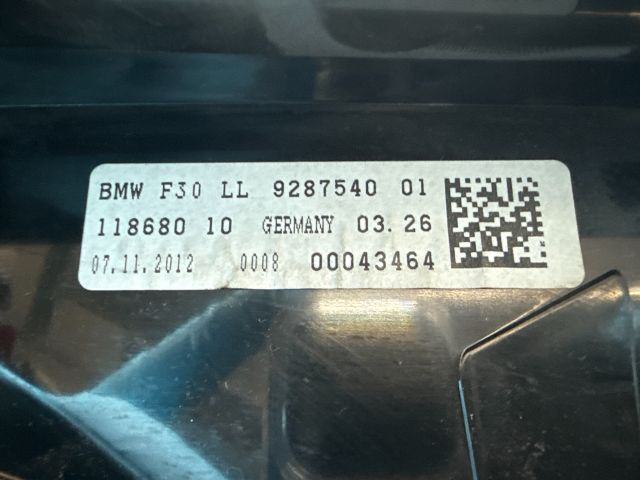 BMW F30 LL 9287540 01
118680 10 GERMANY 03.26
07.11.2012 0008 00043464